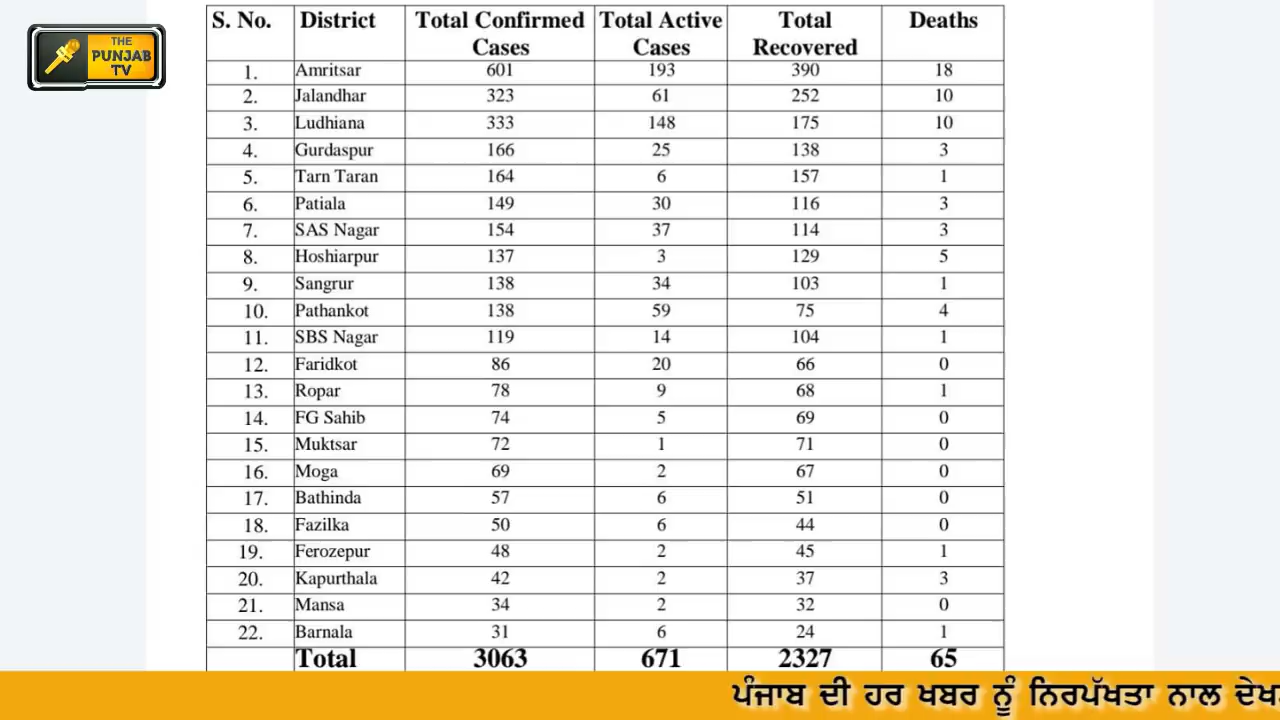 THE
PUNJAB
TV
S. No. District Total Confirmed Cases Total Active Cases Total Recovered Deaths
1. Amritsar 601 193 390 18
2. Jalandhar 323 61 252 10
3. Ludhiana 333 148 175 10
4. Gurdaspur 166 25 138 3
5. Tarn Taran 164 6 157 1
6. Patiala 149 30 116 3
7. SAS Nagar 154 37 114 3
8. Hoshiarpur 137 3 129 5
9. Sangrur 138 34 103 1
10. Pathankot 138 59 75 4
11. SBS Nagar 119 14 104 1
12. Faridkot 86 20 66 0
13. Ropar 78 9 68 1
14. FG Sahib 74 5 69 0
15. Muktsar 72 1 71 0
16. Moga 69 2 67 0
17. Bathinda 57 6 51 0
18. Fazilka 50 6 44 0
19. Ferozepur 48 2 45 1
20. Kapurthala 42 2 37 3
21. Mansa 34 2 32 0
22. Barnala 31 6 24 1
Total 3063 671 2327 65
ਪੰਜਾਬ ਦੀ ਹਰ ਖਬਰ ਨੂੰ ਨਿਰਪੱਖਤਾ ਨਾਲ ਦੇਖ